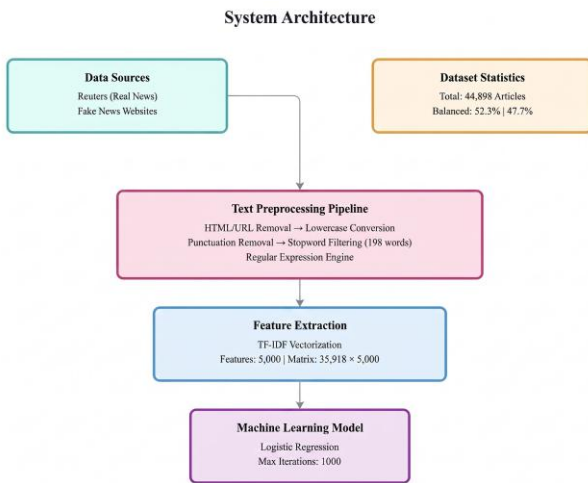 System Architecture
Data Sources
Reuters (Real News)
Fake News Websites
Dataset Statistics
Total: 44,898 Articles
Balanced: 52.3% | 47.7%
Text Preprocessing Pipeline
HTML/URL Removal → Lowercase Conversion
Punctuation Removal → Stopword Filtering (198 words)
Regular Expression Engine
Feature Extraction
TF-IDF Vectorization
Features: 5,000 | Matrix: 35,918 × 5,000
Machine Learning Model
Logistic Regression
Max Iterations: 1000